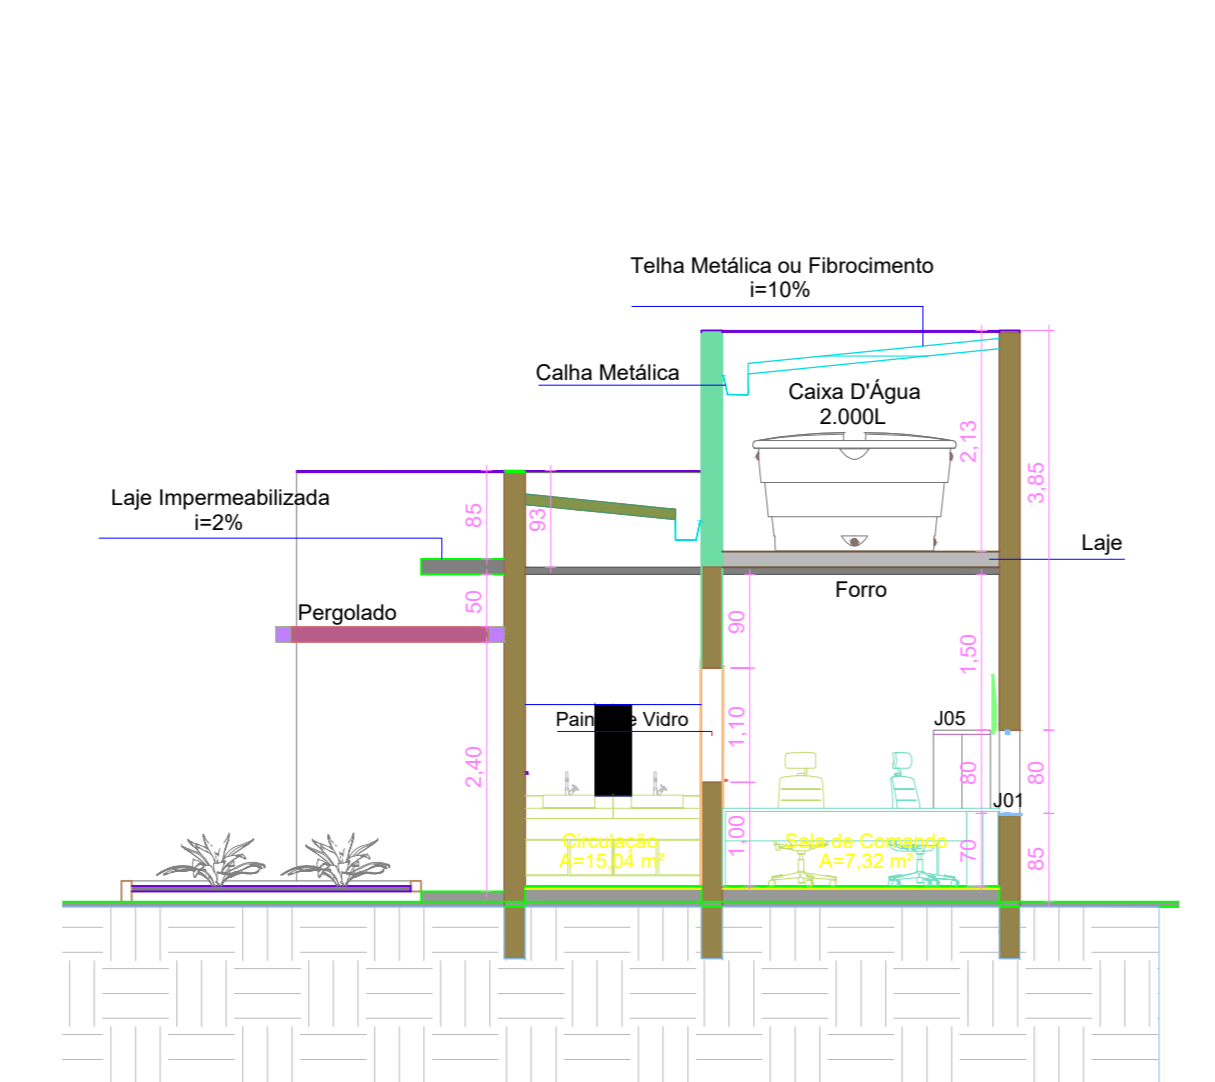 Telha Metálica ou Fibrocimento
i=10%
Calha Metálica
Caixa D'Água
2.000L
2,13
3,85
Laje Impermeabilizada
i=2%
85
93
Laje
Forro
50
Pergolado
90
1,50
J05
1,10
2,40
80
80
J01
1,00
Circulação
A=15,04 m²
Sala de Comando
A=7,32 m²
70
85